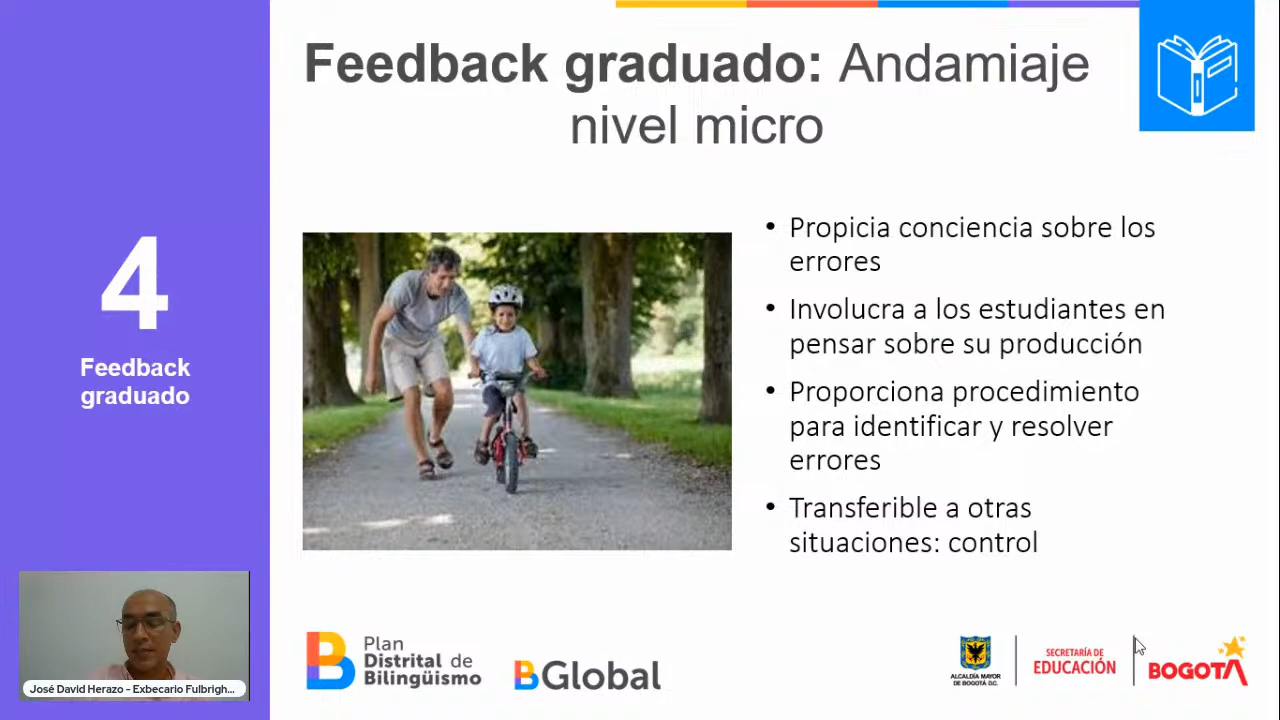 Feedback graduado: Andamiaje
nivel micro
4
Feedback
graduado
• Propicia conciencia sobre los
errores
• Involucra a los estudiantes en
pensar sobre su producción
• Proporciona procedimiento
para identificar y resolver
errores
• Transferible a otras
situaciones: control
José David Herazo - Exbecario Fulbrigh...
B Plan
Distrital de
Bilingüismo
BGlobal
ALCALDÍA MAYOR
DE BOGOTÁ D.C.
SECRETARÍA DE
EDUCACIÓN
BOGOTÁ